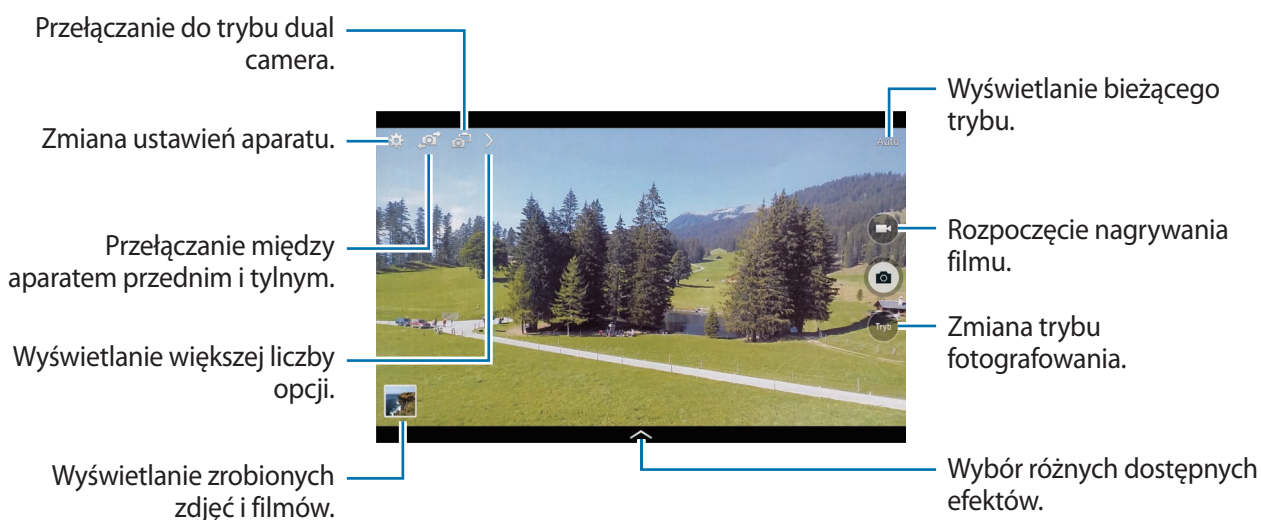 Przełączanie do trybu dual
camera.
Zmiana ustawień aparatu.
Przełączanie między
aparatem przednim i tylnym.
Wyświetlanie większej liczby
opcji.
Wyświetlanie zrobionych
zdjęć i filmów.
Auto
Tryb
Wyświetlanie bieżącego
trybu.
Rozpoczęcie nagrywania
filmu.
Zmiana trybu
fotografowania.
Wybór różnych dostępnych
efektów.